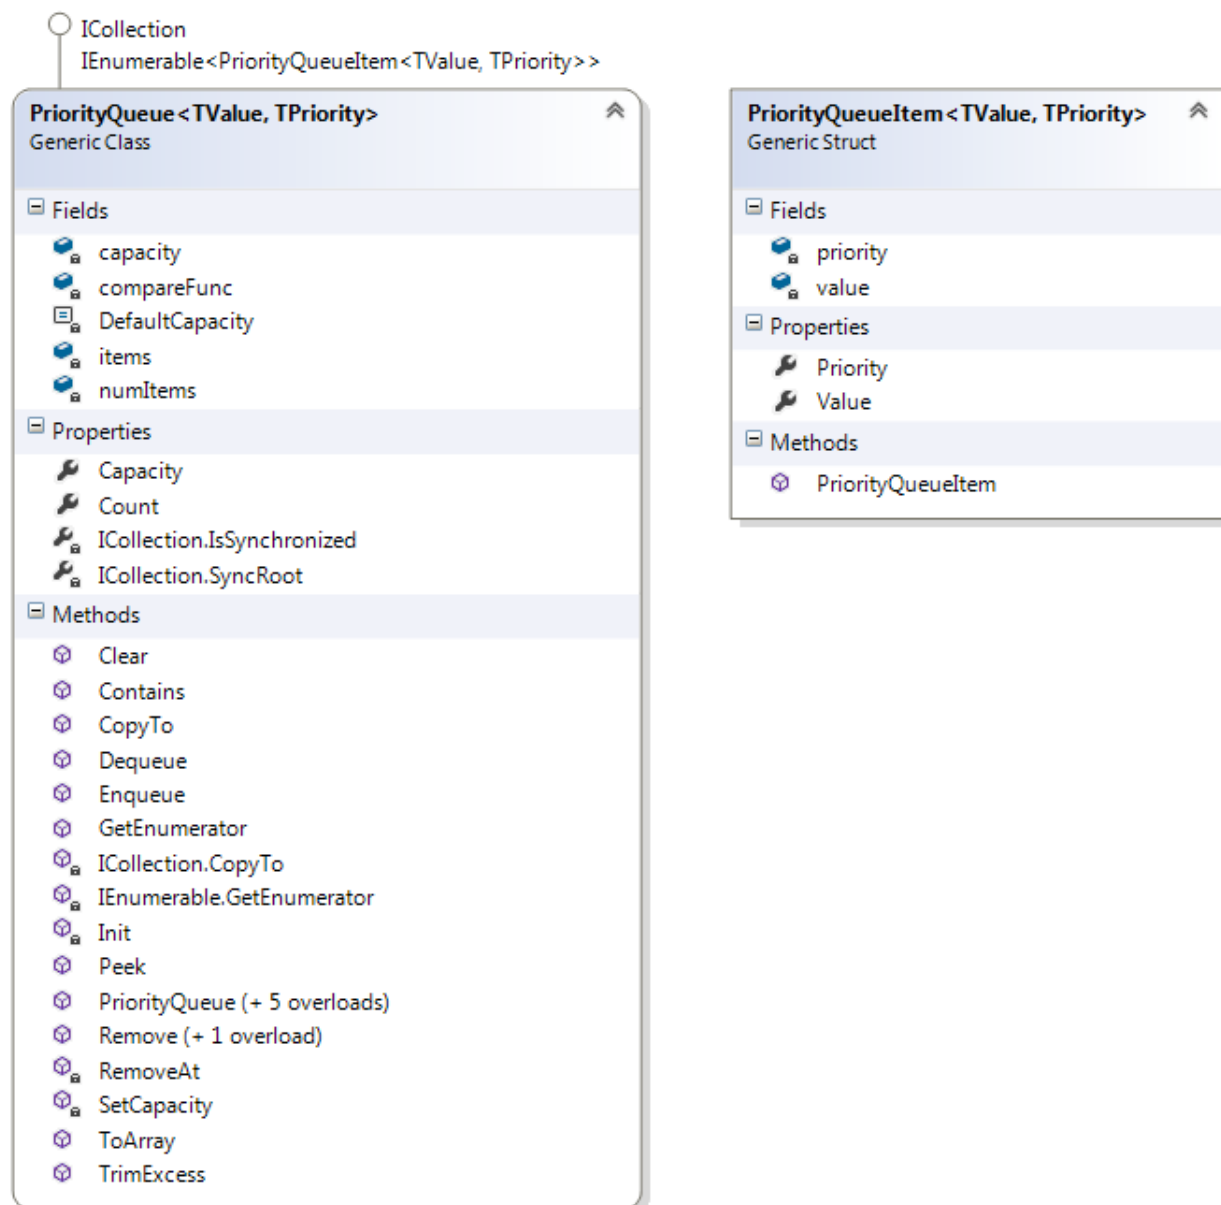 ICollection
IEnumerable<PriorityQueueItem<TValue, TPriority>>
PriorityQueue<TValue, TPriority>
Generic Class
Fields
capacity
compareFunc
DefaultCapacity
items
numItems
Properties
Capacity
Count
ICollection.IsSynchronized
ICollection.SyncRoot
Methods
Clear
Contains
CopyTo
Dequeue
Enqueue
GetEnumerator
ICollection.CopyTo
IEnumerable.GetEnumerator
Init
Peek
PriorityQueue (+ 5 overloads)
Remove (+ 1 overload)
RemoveAt
SetCapacity
ToArray
TrimExcess
PriorityQueueItem<TValue, TPriority>
Generic Struct
Fields
priority
value
Properties
Priority
Value
Methods
PriorityQueueItem